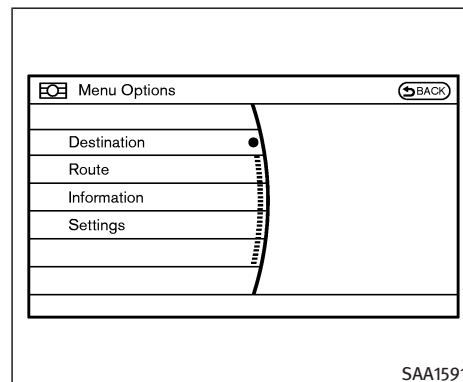 Menu Options
BACK
Destination
Route
Information
Settings
SAA1591